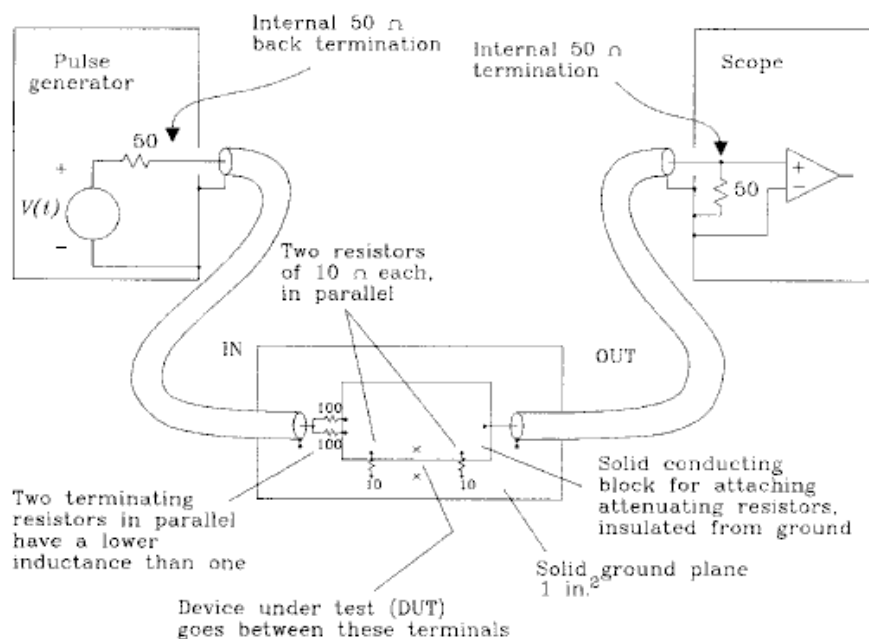 Internal 50 Ω
back termination
Pulse
generator
Internal 50 Ω
termination
Scope
50
+
V(t)
−
+
−
50
Two resistors
of 10 Ω each,
in parallel
IN
OUT
100
100
×
×
10
10
Two terminating
resistors in parallel
have a lower
inductance than one
Solid conducting
block for attaching
attenuating resistors,
insulated from ground
Solid ground plane
1 in.²
Device under test (DUT)
goes between these terminals